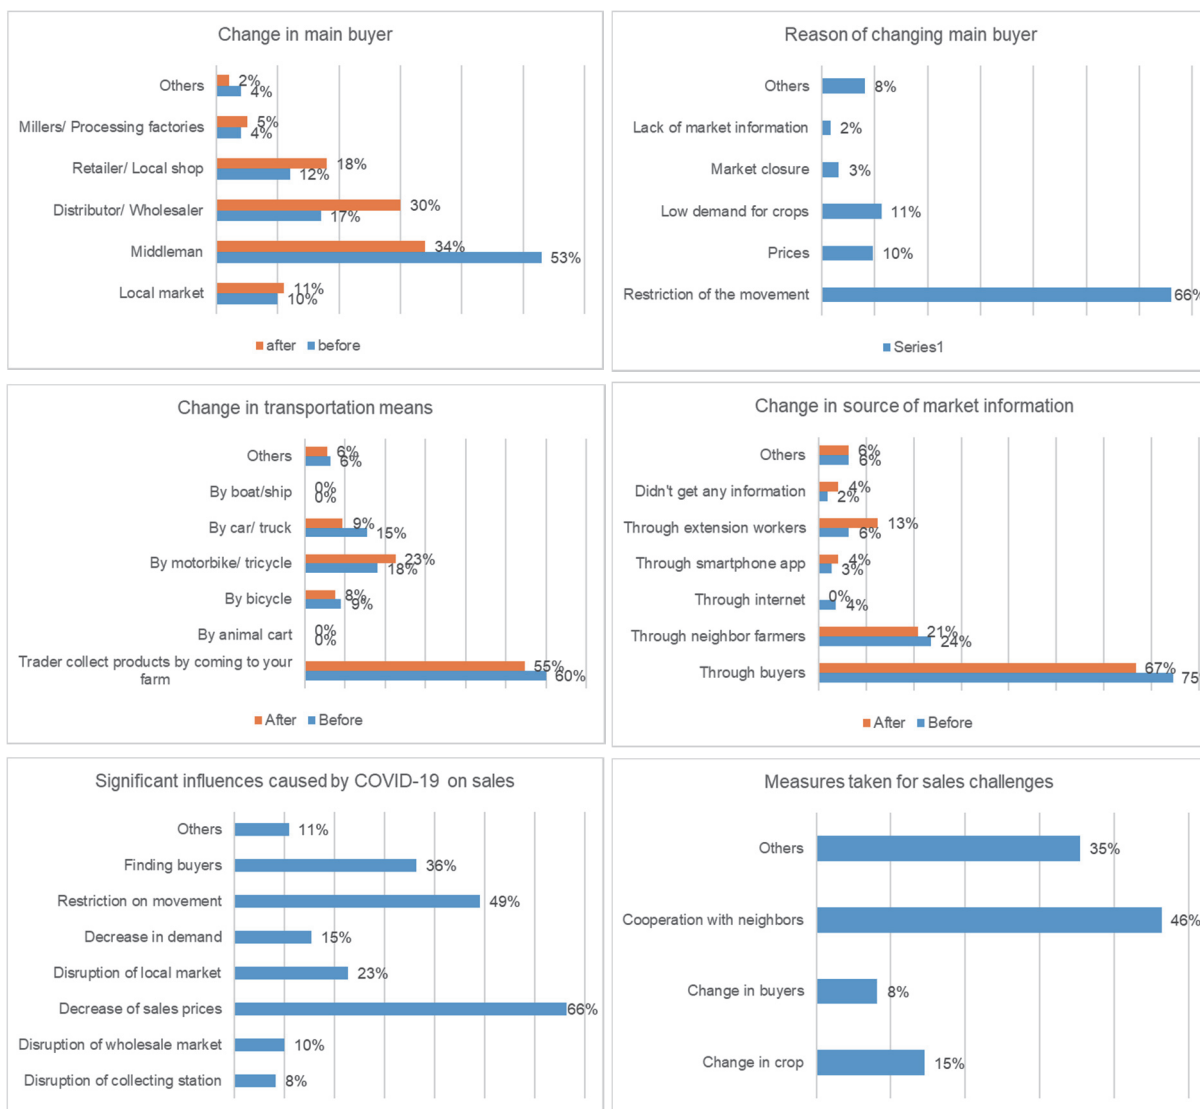 Change in main buyer
Others
2%
4%
Millers/ Processing factories
5%
4%
Retailer/ Local shop
18%
12%
Distributor/ Wholesaler
30%
17%
Middleman
34%
53%
Local market
11%
10%
after before
Reason of changing main buyer
Others
8%
Lack of market information
2%
Market closure
3%
Low demand for crops
11%
Prices
10%
Restriction of the movement
66%
Series1
Change in transportation means
Others
6%
6%
By boat/ship
0%
0%
By car/ truck
9%
15%
By motorbike/ tricycle
23%
18%
By bicycle
8%
9%
By animal cart
0%
0%
Trader collect products by coming to your
farm
55%
60%
After Before
Change in source of market information
Others
6%
6%
Didn't get any information
4%
2%
Through extension workers
13%
6%
Through smartphone app
4%
3%
Through internet
0%
4%
Through neighbor farmers
21%
24%
Through buyers
67%
75
After Before
Significant influences caused by COVID-19 on sales
Others
11%
Finding buyers
36%
Restriction on movement
49%
Decrease in demand
15%
Disruption of local market
23%
Decrease of sales prices
66%
Disruption of wholesale market
10%
Disruption of collecting station
8%
Measures taken for sales challenges
Others
35%
Cooperation with neighbors
46%
Change in buyers
8%
Change in crop
15%